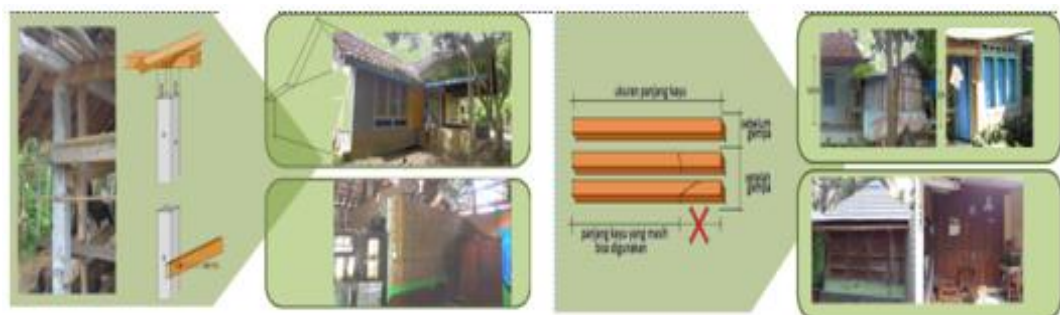 ukuran panjang kayu
sebelum
gempa
setelah
gempa
panjang kayu yang masih
bisa digunakan